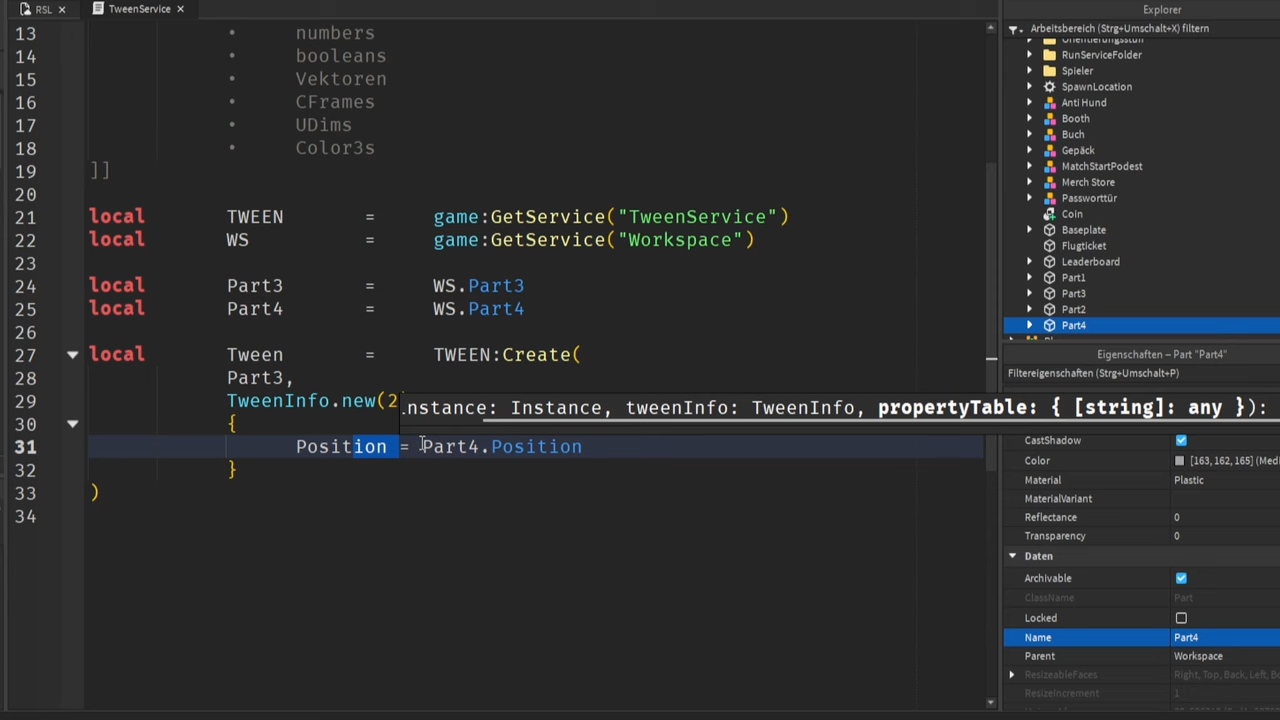 RSL ×
TweenService ×
13 • numbers
14 • booleans
15 • Vektoren
16 • CFrames
17 • UDims
18 • Color3s
19 ]]
20
21 local TWEEN = game:GetService("TweenService")
22 WS = game:GetService("Workspace")
23
24 local Part3 = WS.Part3
25 local Part4 = WS.Part4
26
27 local Tween = TWEEN:Create(
28 Part3,
29 TweenInfo.new(2
.nstance: Instance, tweenInfo: TweenInfo, propertyTable: { [string]: any }):
30 {
31 Position = Part4.Position
32 }
33 )
34
Explorer
Arbeitsbereich (Strg+Umschalt+X) filtern
Orientierungsstuff
RunServiceFolder
Spieler
SpawnLocation
Anti Hund
Booth
Buch
Gepäck
MatchStartPodest
Merch Store
Passworttür
Coin
Baseplate
Flugticket
Leaderboard
Part1
Part3
Part2
Part4
Eigenschaften – Part "Part4"
Filtereigenschaften (Strg+Umschalt+P)
CastShadow
Color [163, 162, 165] (Med
Material Plastic
MaterialVariant
Reflectance 0
Transparency 0
Daten
Archivable
ClassName Part
Locked
Name Part4
Parent Workspace
ResizeableFaces Right, Top, Back, Left, Bo
ResizeIncrement 1